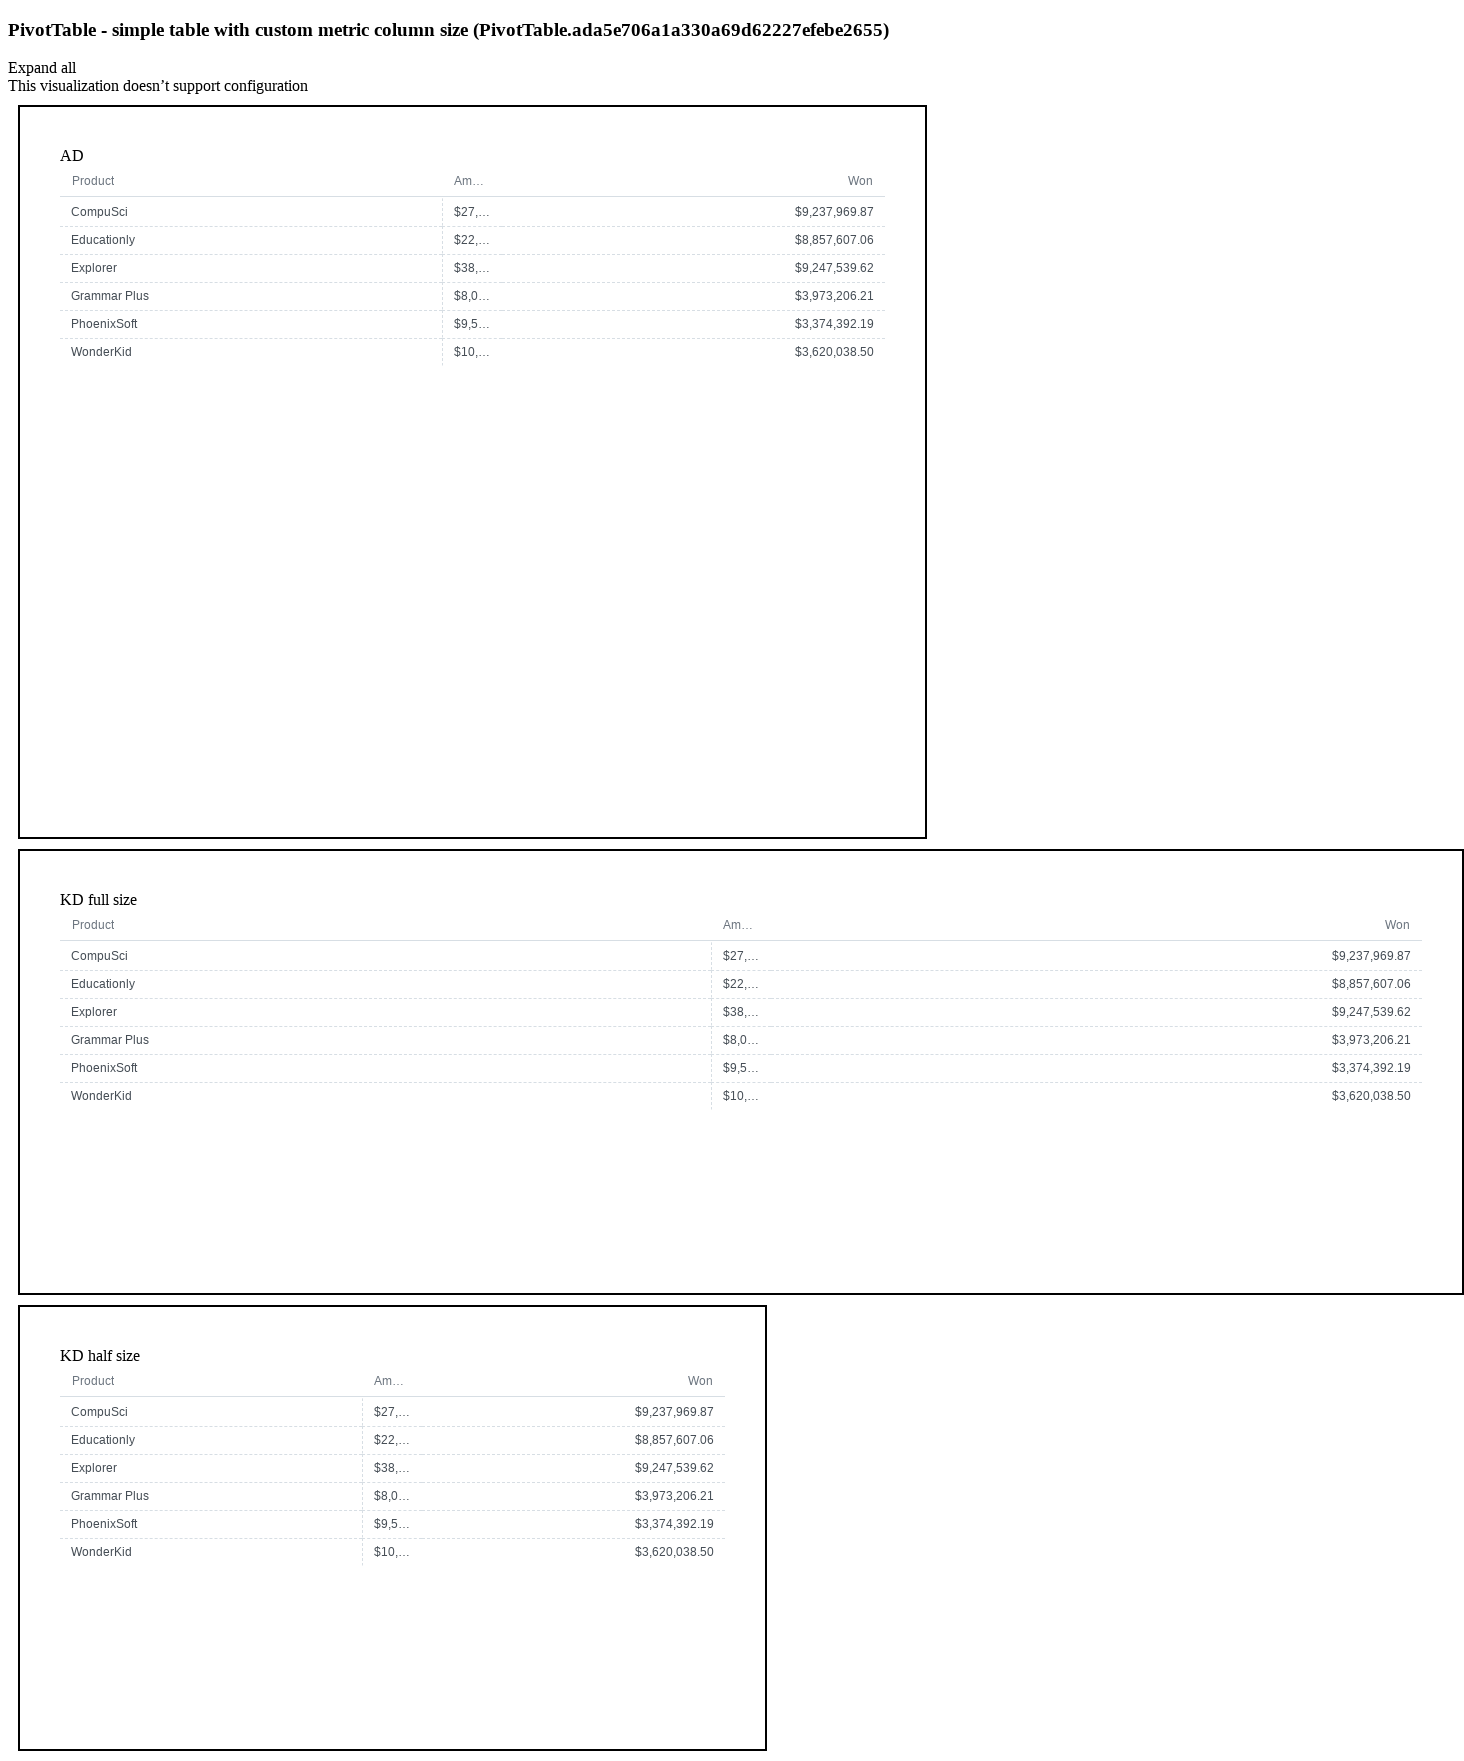 PivotTable - simple table with custom metric column size (PivotTable.ada5e706a1a330a69d62227efebe2655)
Expand all
This visualization doesn’t support configuration
AD
Product Am… Won
CompuSci $27,… $9,237,969.87
Educationly $22,… $8,857,607.06
Explorer $38,… $9,247,539.62
Grammar Plus $8,0… $3,973,206.21
PhoenixSoft $9,5… $3,374,392.19
WonderKid $10,… $3,620,038.50
KD full size
Product Am… Won
CompuSci $27,… $9,237,969.87
Educationly $22,… $8,857,607.06
Explorer $38,… $9,247,539.62
Grammar Plus $8,0… $3,973,206.21
PhoenixSoft $9,5… $3,374,392.19
WonderKid $10,… $3,620,038.50
KD half size
Product Am… Won
CompuSci $27,… $9,237,969.87
Educationly $22,… $8,857,607.06
Explorer $38,… $9,247,539.62
Grammar Plus $8,0… $3,973,206.21
PhoenixSoft $9,5… $3,374,392.19
WonderKid $10,… $3,620,038.50